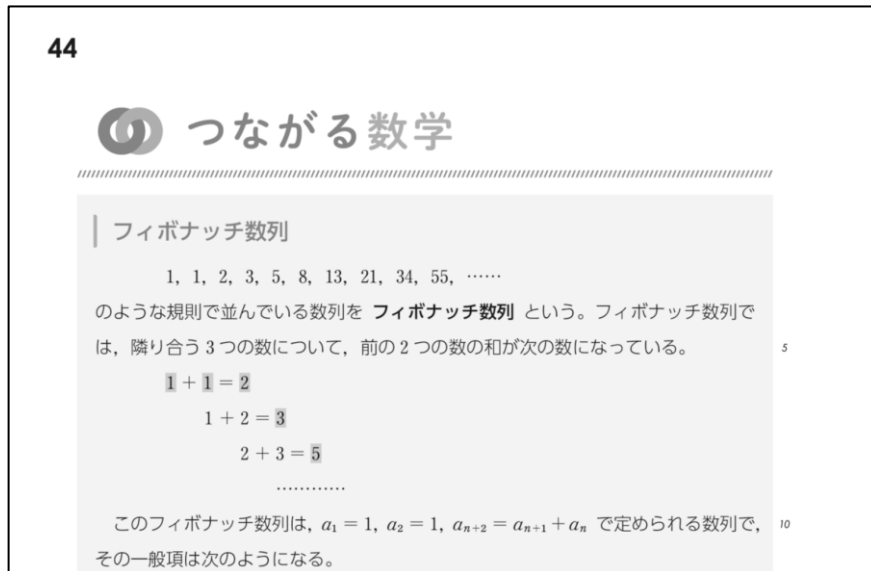 44
つながる数学
フィボナッチ数列
1, 1, 2, 3, 5, 8, 13, 21, 34, 55, ……
のような規則で並んでいる数列を フィボナッチ数列 という。フィボナッチ数列で
は，隣り合う 3 つの数について，前の 2 つの数の和が次の数になっている。 5
1 + 1 = 2
1 + 2 = 3
2 + 3 = 5
…………
このフィボナッチ数列は, a₁ = 1, a₂ = 1, aₙ₊₂ = aₙ₊₁ + aₙ で定められる数列で， 10
その一般項は次のようになる。